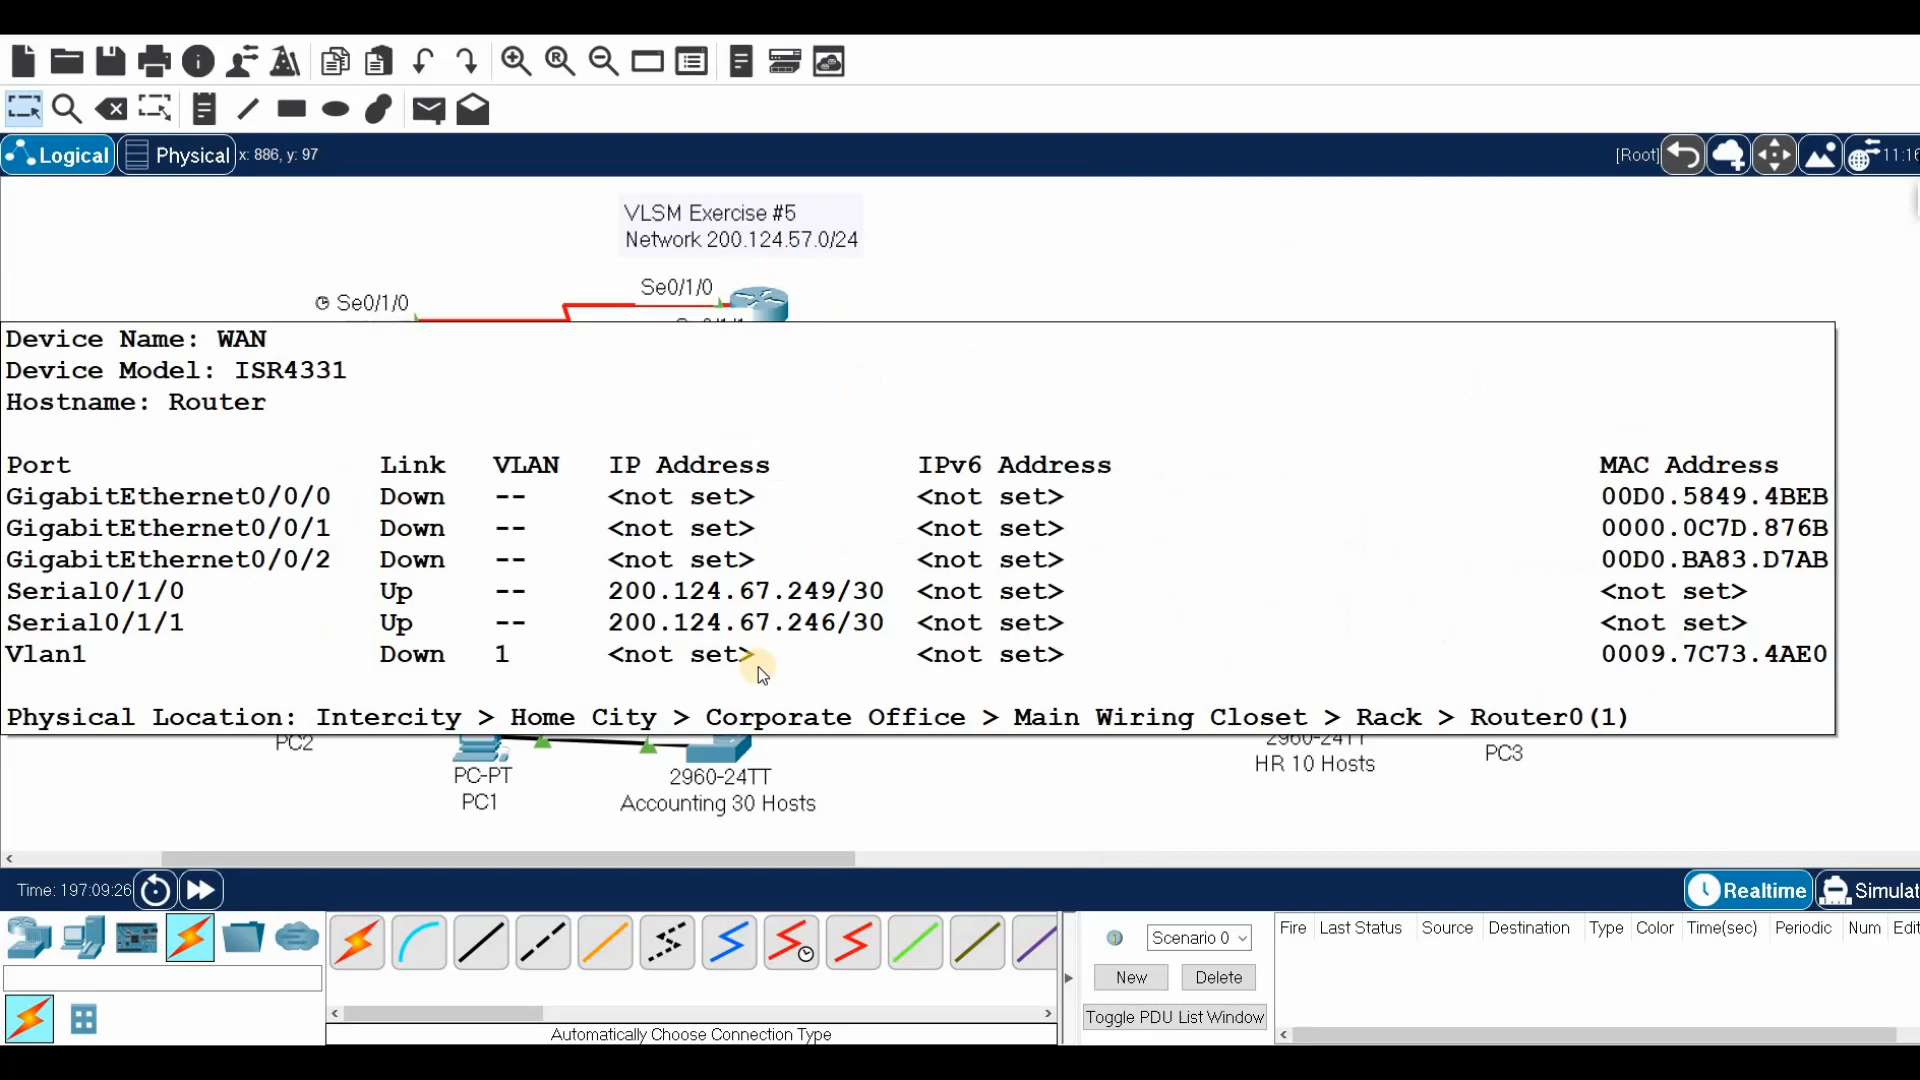 Logical
Physical
x: 886, y: 97
[Root]
11:16
VLSM Exercise #5
Network 200.124.57.0/24
Se0/1/0
Se0/1/0
Device Name: WAN
Device Model: ISR4331
Hostname: Router
Port Link VLAN IP Address IPv6 Address MAC Address
GigabitEthernet0/0/0 Down -- <not set> <not set> 00D0.5849.4BEB
GigabitEthernet0/0/1 Down -- <not set> <not set> 0000.0C7D.876B
GigabitEthernet0/0/2 Down -- <not set> <not set> 00D0.BA83.D7AB
Serial0/1/0 Up -- 200.124.67.249/30 <not set> <not set>
Serial0/1/1 Up -- 200.124.67.246/30 <not set> <not set>
Vlan1 Down 1 <not set> <not set> 0009.7C73.4AE0
Physical Location: Intercity > Home City > Corporate Office > Main Wiring Closet > Rack > Router0(1)
PC2
PC-PT
PC1
2960-24TT
Accounting 30 Hosts
2960-24TT
HR 10 Hosts
PC3
Time: 197:09:26
Realtime
Simulat
Scenario 0
New
Delete
Toggle PDU List Window
Fire Last Status Source Destination Type Color Time(sec) Periodic Num Edit
Automatically Choose Connection Type